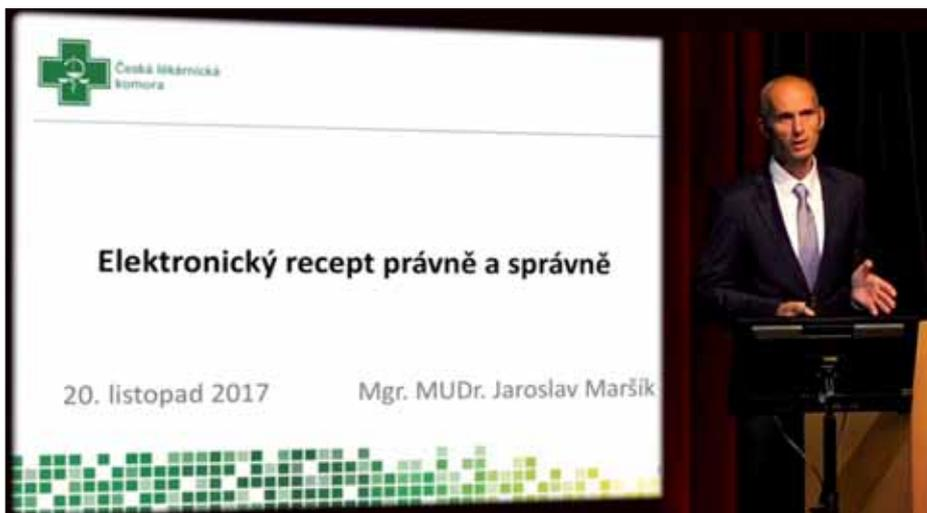 Česká lékárnická
komora
Elektronický recept právně a správně
20. listopad 2017
Mgr. MUDr. Jaroslav Maršík